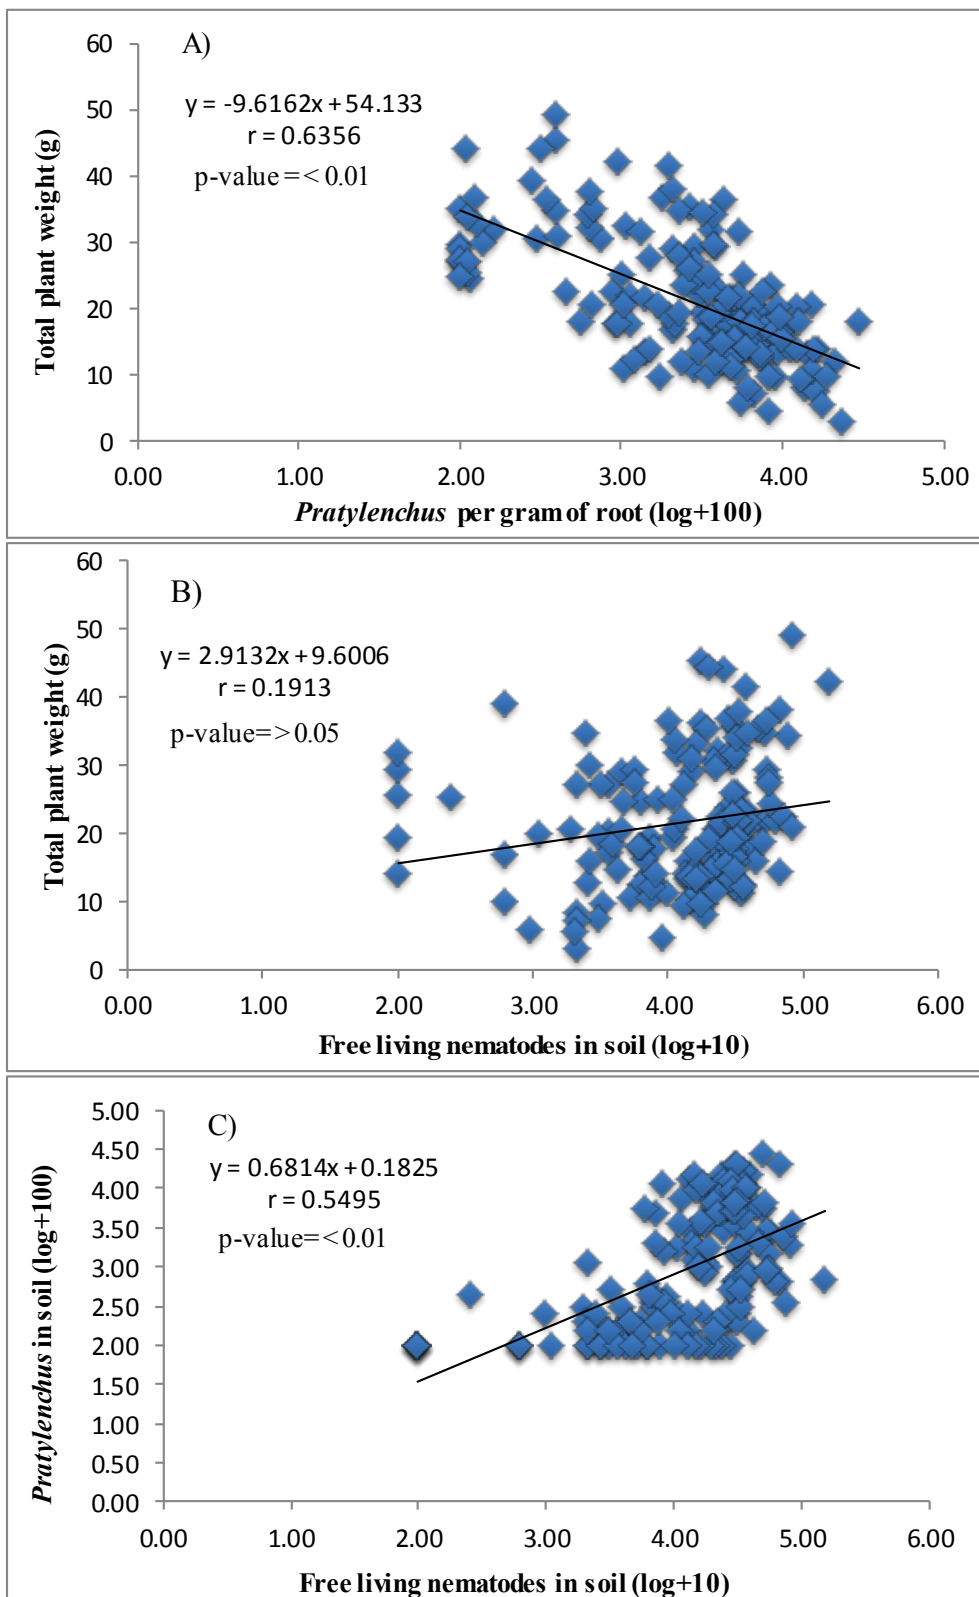 A)
y = -9.6162x + 54.133
r = 0.6356
p-value=< 0.01
60
50
40
30
20
10
0
Total plant weight (g)
0.00 1.00 2.00 3.00 4.00 5.00
Pratylenchus per gram of root (log+100)
B)
y = 2.9132x + 9.6006
r = 0.1913
p-value=>0.05
60
50
40
30
20
10
0
Total plant weight (g)
0.00 1.00 2.00 3.00 4.00 5.00 6.00
Free living nematodes in soil (log+10)
C)
y = 0.6814x + 0.1825
r = 0.5495
p-value=<0.01
5.00
4.50
4.00
3.50
3.00
2.50
2.00
1.50
1.00
0.50
0.00
Pratylenchus in soil (log+100)
0.00 1.00 2.00 3.00 4.00 5.00 6.00
Free living nematodes in soil (log+10)